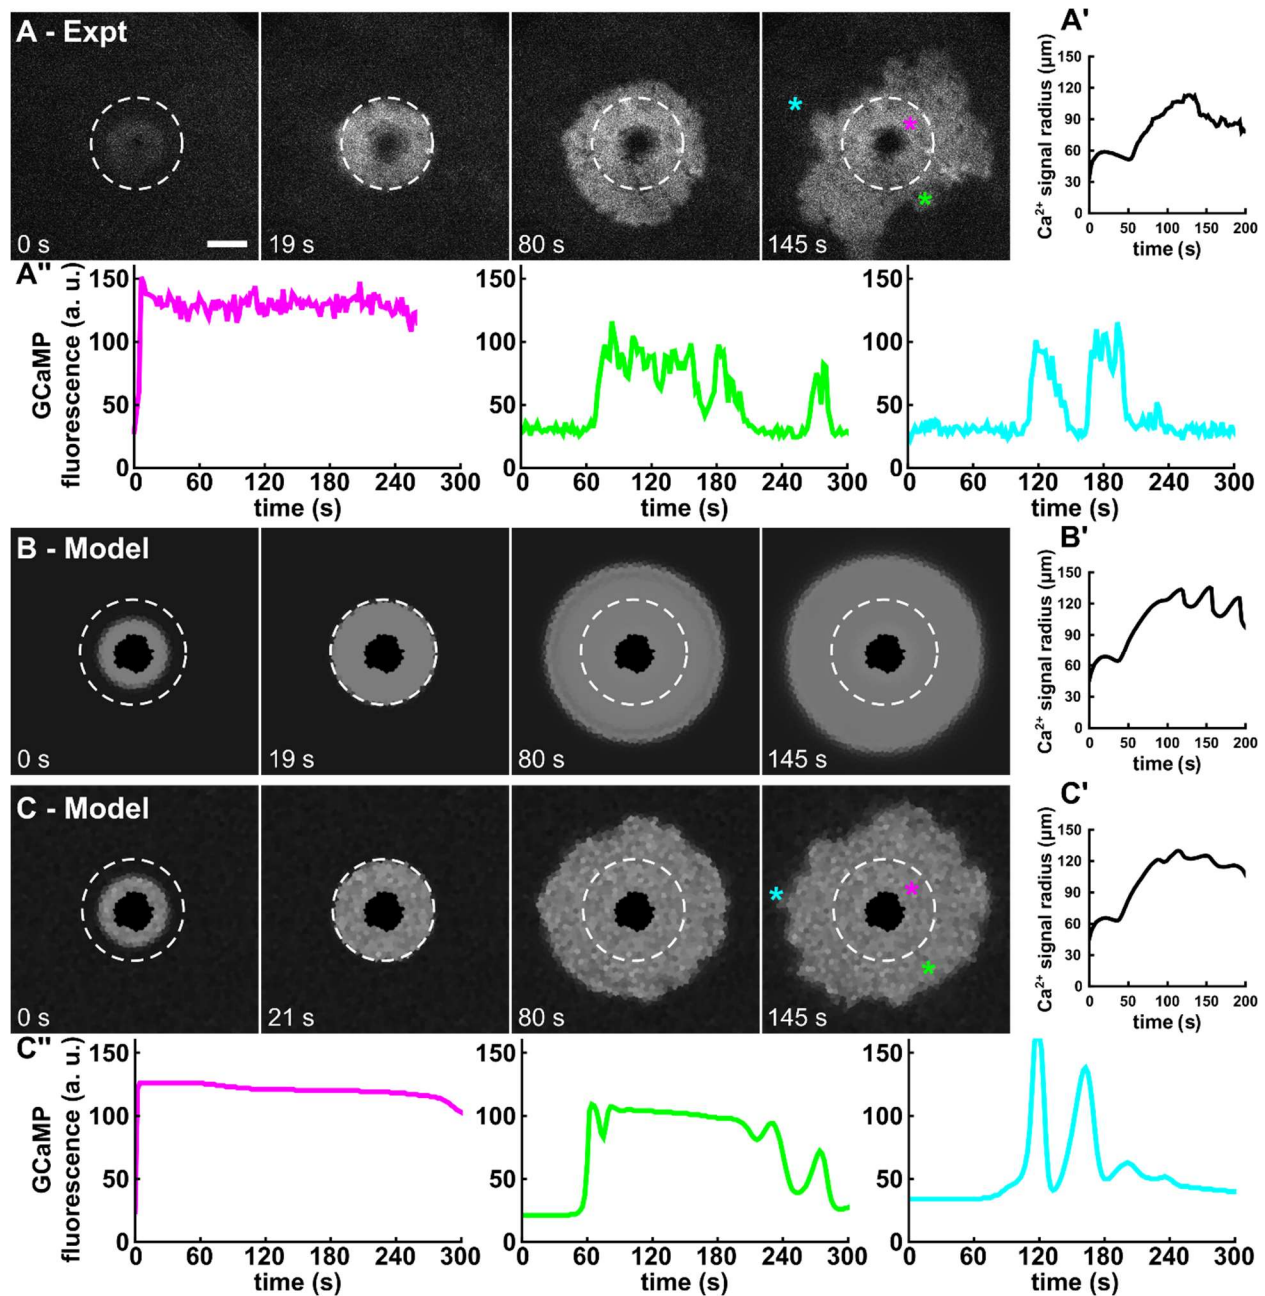 A - Expt
0 s
19 s
80 s
145 s
*
*
*
A'
Ca²⁺ signal radius (µm)
150
120
90
60
30
0
0 50 100 150 200
time (s)
A"
GCaMP
fluorescence (a. u.)
150
100
50
0
0 60 120 180 240 300
time (s)
150
100
50
0
0 60 120 180 240 300
time (s)
150
100
50
0
0 60 120 180 240 300
time (s)
B - Model
0 s
19 s
80 s
145 s
B'
Ca²⁺ signal radius (µm)
150
120
90
60
30
0
0 50 100 150 200
time (s)
C - Model
0 s
21 s
80 s
145 s
*
*
*
C'
Ca²⁺ signal radius (µm)
150
120
90
60
30
0
0 50 100 150 200
time (s)
C"
GCaMP
fluorescence (a. u.)
150
100
50
0
0 60 120 180 240 300
time (s)
150
100
50
0
0 60 120 180 240 300
time (s)
150
100
50
0
0 60 120 180 240 300
time (s)